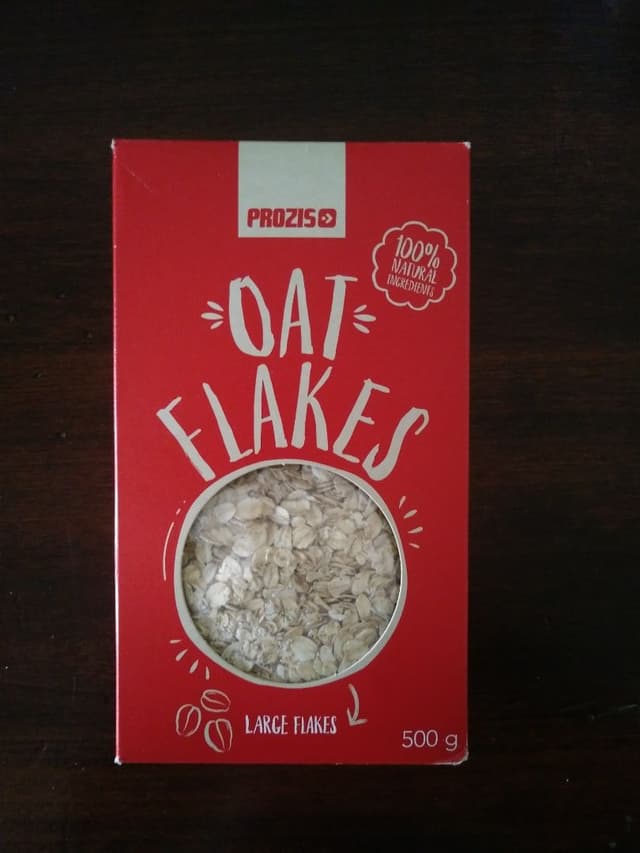 PROZIS
100%
NATURAL
INGREDIENTS
OAT
FLAKES
LARGE FLAKES
500 g